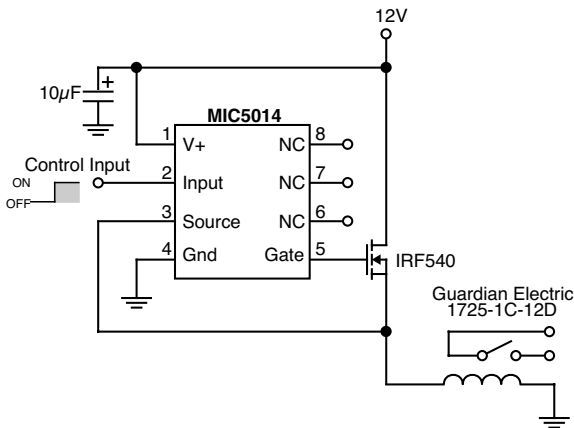 12V
10µF
+
MIC5014
1
V+
NC
8
Control Input
ON
OFF
2
Input
NC
7
3
Source
NC
6
4
Gnd
Gate
5
IRF540
Guardian Electric
1725-1C-12D